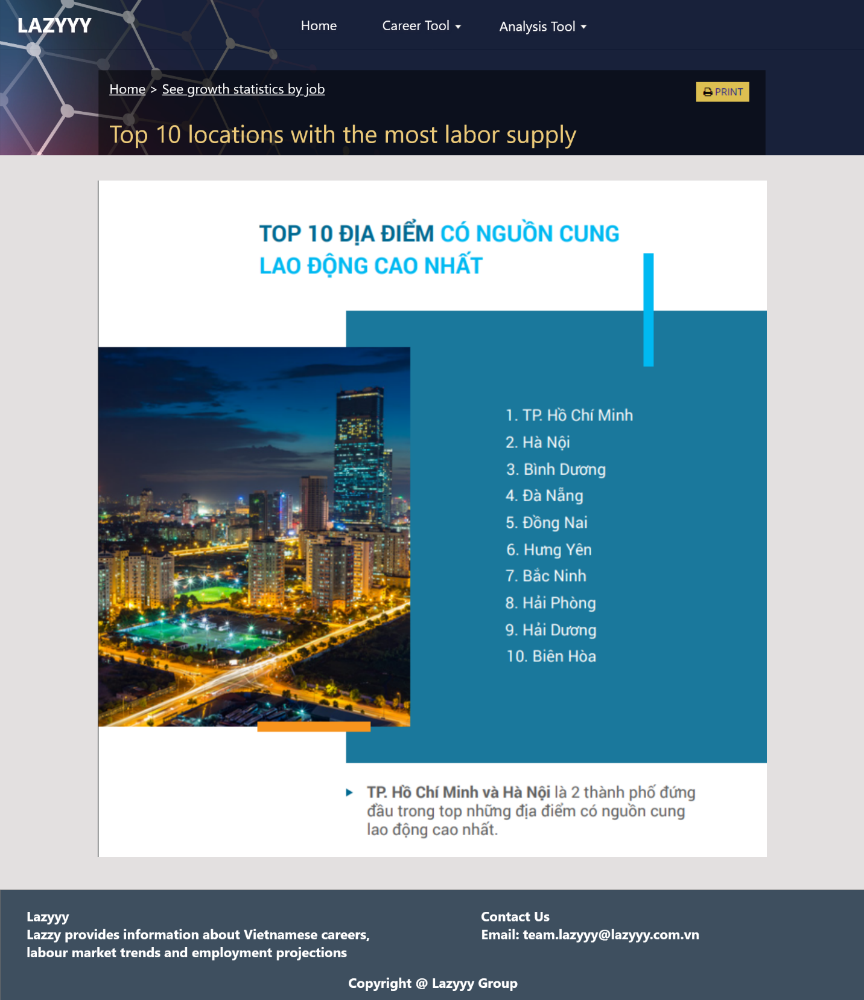 LAZYYY
Home
Career Tool
Analysis Tool
Home > See growth statistics by job
PRINT
Top 10 locations with the most labor supply
TOP 10 ĐỊA ĐIỂM CÓ NGUỒN CUNG
LAO ĐỘNG CAO NHẤT
1. TP. Hồ Chí Minh
2. Hà Nội
3. Bình Dương
4. Đà Nẵng
5. Đồng Nai
6. Hưng Yên
7. Bắc Ninh
8. Hải Phòng
9. Hải Dương
10. Biên Hòa
TP. Hồ Chí Minh và Hà Nội là 2 thành phố đứng
đầu trong top những địa điểm có nguồn cung
lao động cao nhất.
Lazyyy
Lazzy provides information about Vietnamese careers,
labour market trends and employment projections
Contact Us
Email: team.lazyyy@lazyyy.com.vn
Copyright @ Lazyyy Group